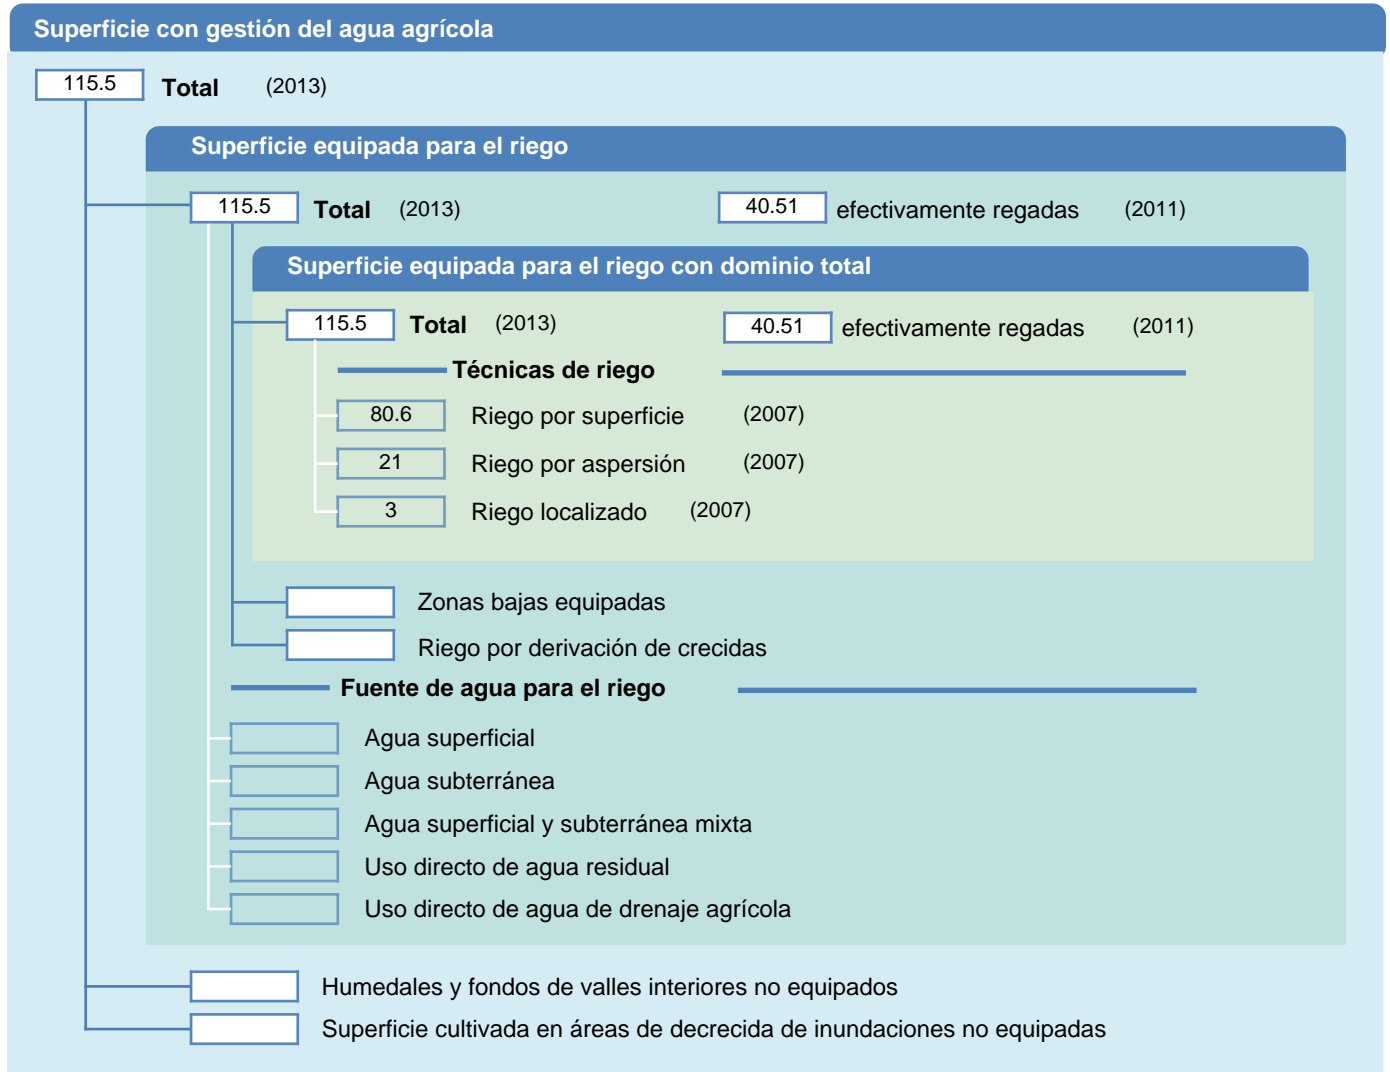 Superficie con gestión del agua agrícola
115.5 Total (2013)
Superficie equipada para el riego
115.5 Total (2013) 40.51 efectivamente regadas (2011)
Superficie equipada para el riego con dominio total
115.5 Total (2013) 40.51 efectivamente regadas (2011)
Técnicas de riego
80.6 Riego por superficie (2007)
21 Riego por aspersión (2007)
3 Riego localizado (2007)
Zonas bajas equipadas
Riego por derivación de crecidas
Fuente de agua para el riego
Agua superficial
Agua subterránea
Agua superficial y subterránea mixta
Uso directo de agua residual
Uso directo de agua de drenaje agrícola
Humedales y fondos de valles interiores no equipados
Superficie cultivada en áreas de decrecida de inundaciones no equipadas